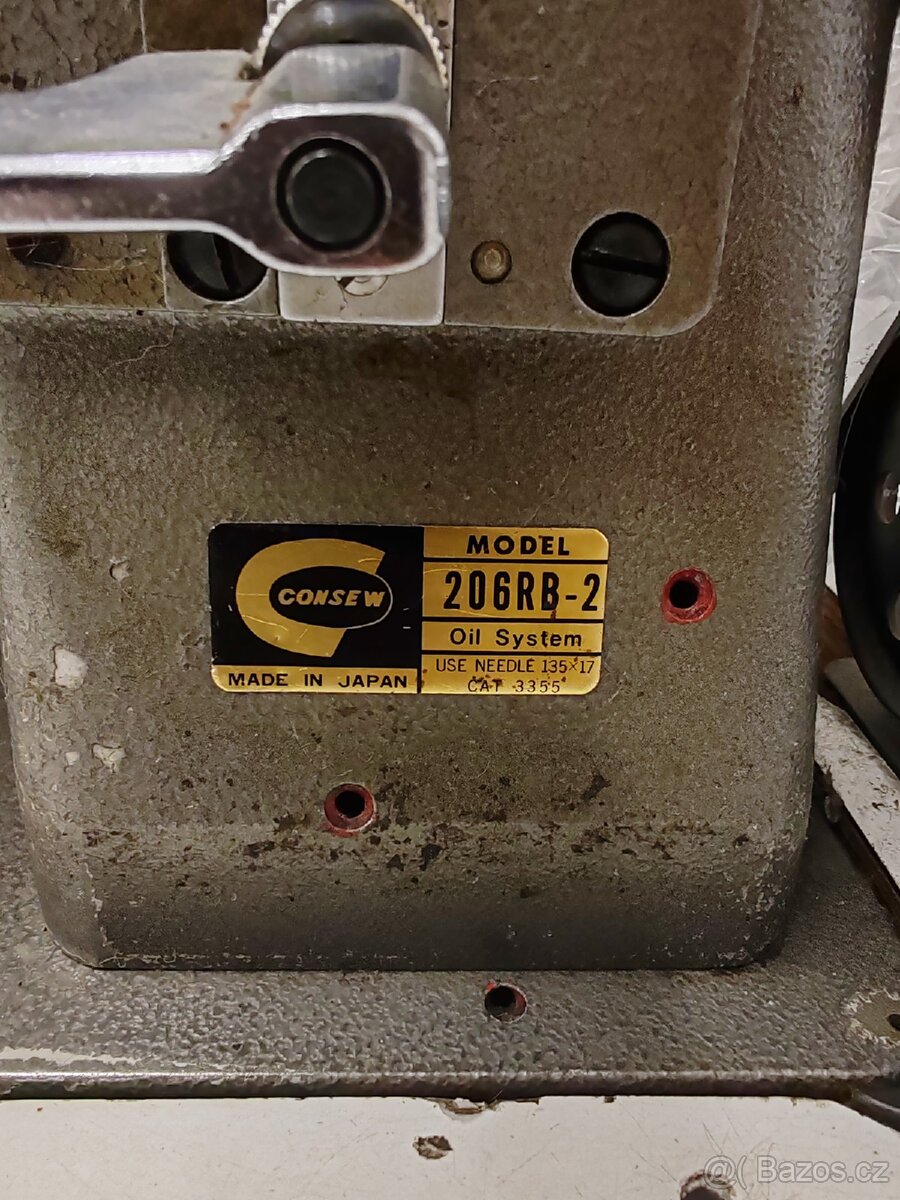 CONSEW
MADE IN JAPAN
MODEL
206RB-2
Oil System
USE NEEDLE 135×17
CAT 3355
@( Bazos.cz